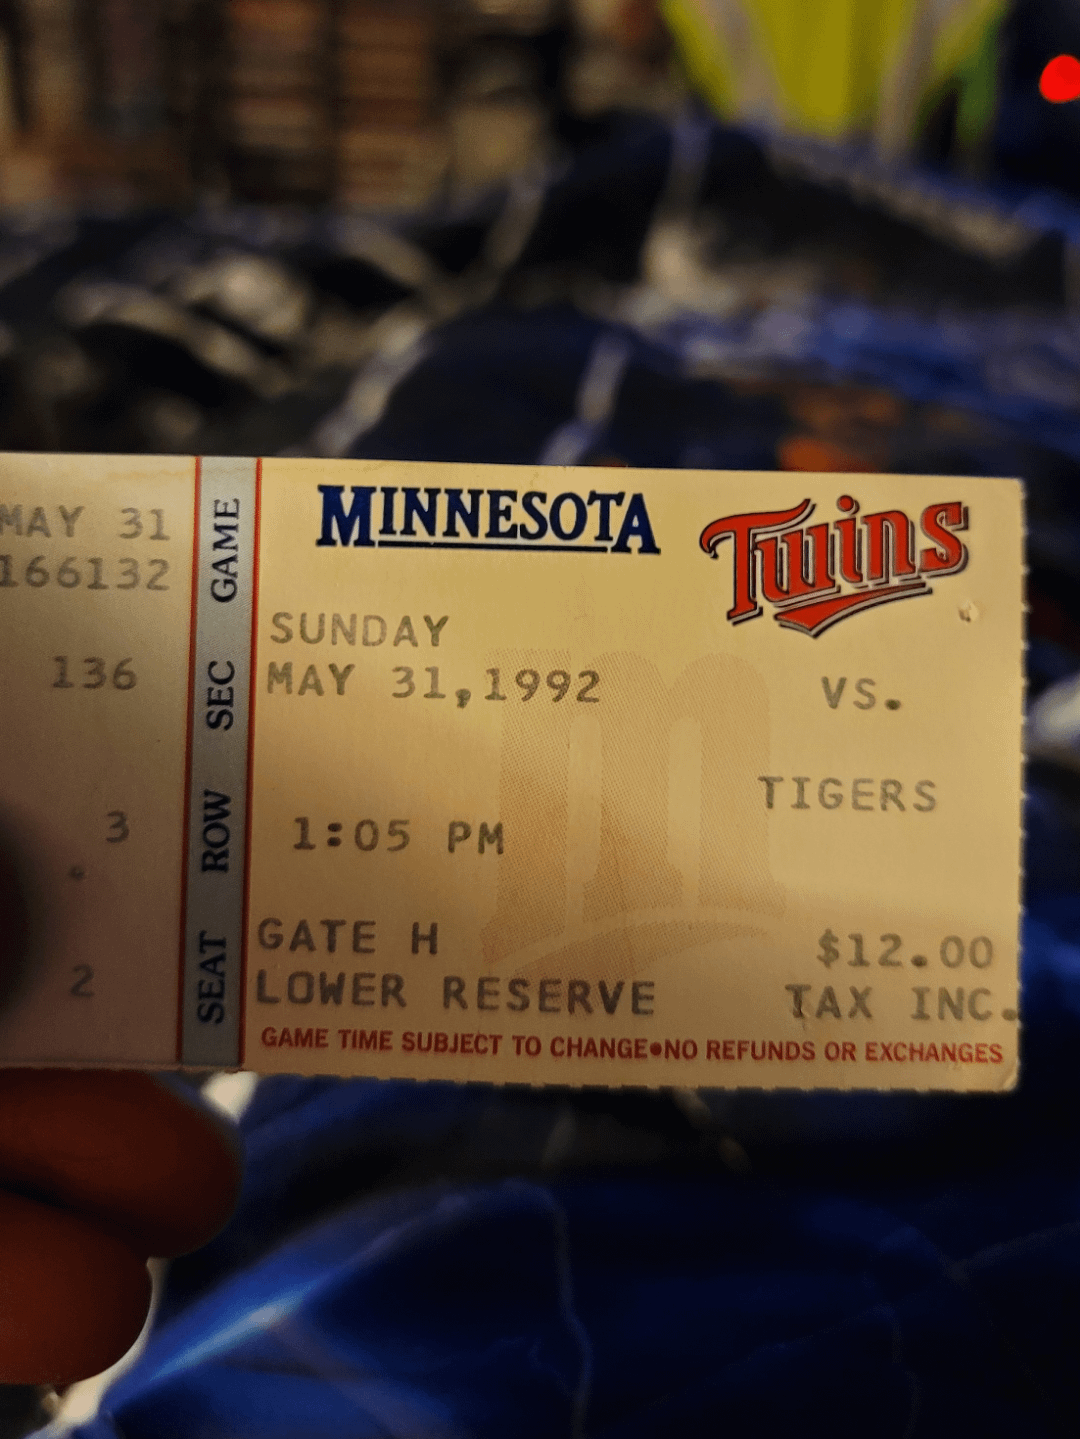 MAY 31
166132
136
3
2
GAME
SEC
ROW
SEAT
MINNESOTA
Twins
SUNDAY
MAY 31,1992
VS.
TIGERS
1:05 PM
GATE H
$12.00
LOWER RESERVE
TAX INC.
GAME TIME SUBJECT TO CHANGE•NO REFUNDS OR EXCHANGES